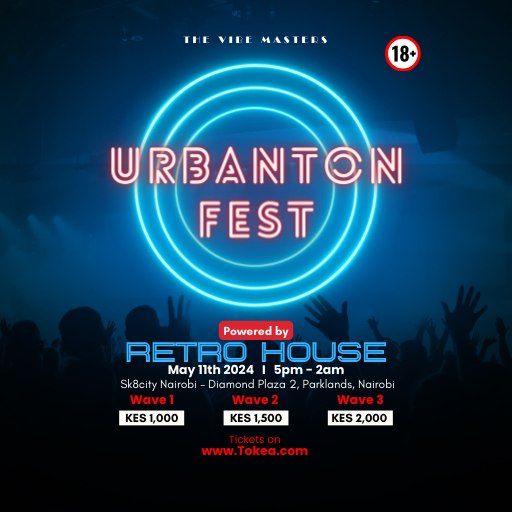 THE VIBE MASTERS
18+
URBANTON
FEST
Powered by
RETRO HOUSE
May 11th 2024 I 5pm - 2am
Sk8city Nairobi - Diamond Plaza 2, Parklands, Nairobi
Wave 1 Wave 2 Wave 3
KES 1,000 KES 1,500 KES 2,000
Tickets on
www.Tokea.com